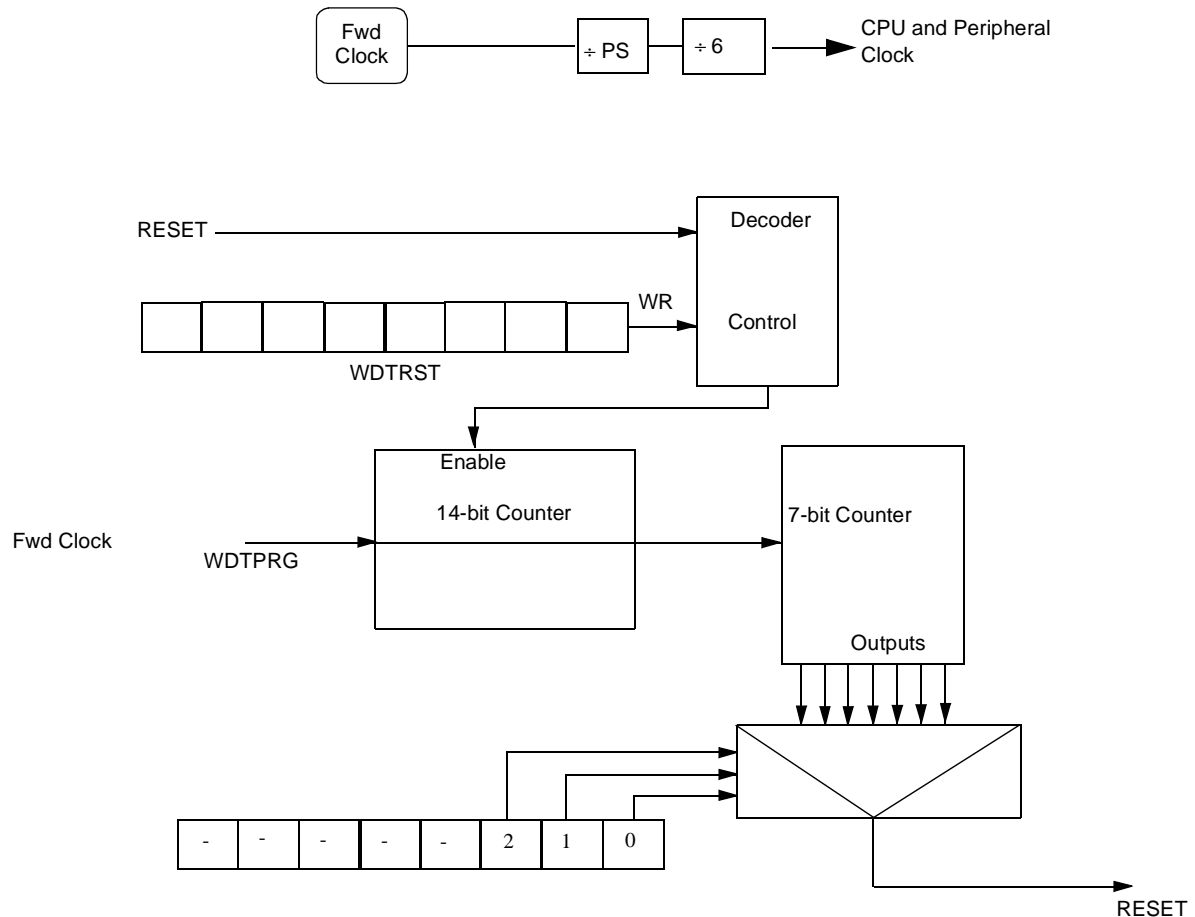 Fwd
Clock
÷ PS
÷ 6
CPU and Peripheral
Clock
RESET
Decoder
WR
Control
WDTRST
Enable
14-bit Counter
7-bit Counter
Fwd Clock
WDTPRG
Outputs
- - - - - 2 1 0
RESET